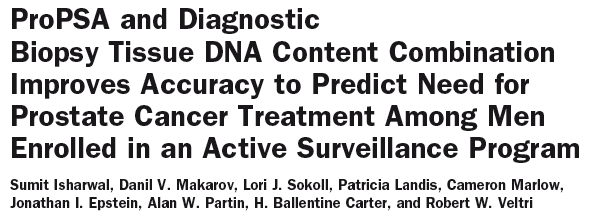 ProPSA and Diagnostic
Biopsy Tissue DNA Content Combination
Improves Accuracy to Predict Need for
Prostate Cancer Treatment Among Men
Enrolled in an Active Surveillance Program
Sumit Isharwal, Danil V. Makarov, Lori J. Sokoll, Patricia Landis, Cameron Marlow,
Jonathan I. Epstein, Alan W. Partin, H. Ballentine Carter, and Robert W. Veltri